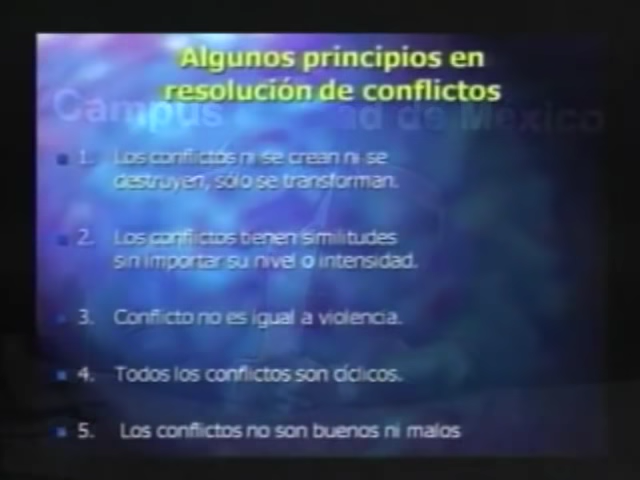 Algunos principios en
resolución de conflictos
Campus Ciudad de México
1. Los conflictos ni se crean ni se
destruyen, sólo se transforman.
2. Los conflictos tienen similitudes
sin importar su nivel o intensidad.
3. Conflicto no es igual a violencia.
4. Todos los conflictos son cíclicos.
5. Los conflictos no son buenos ni malos